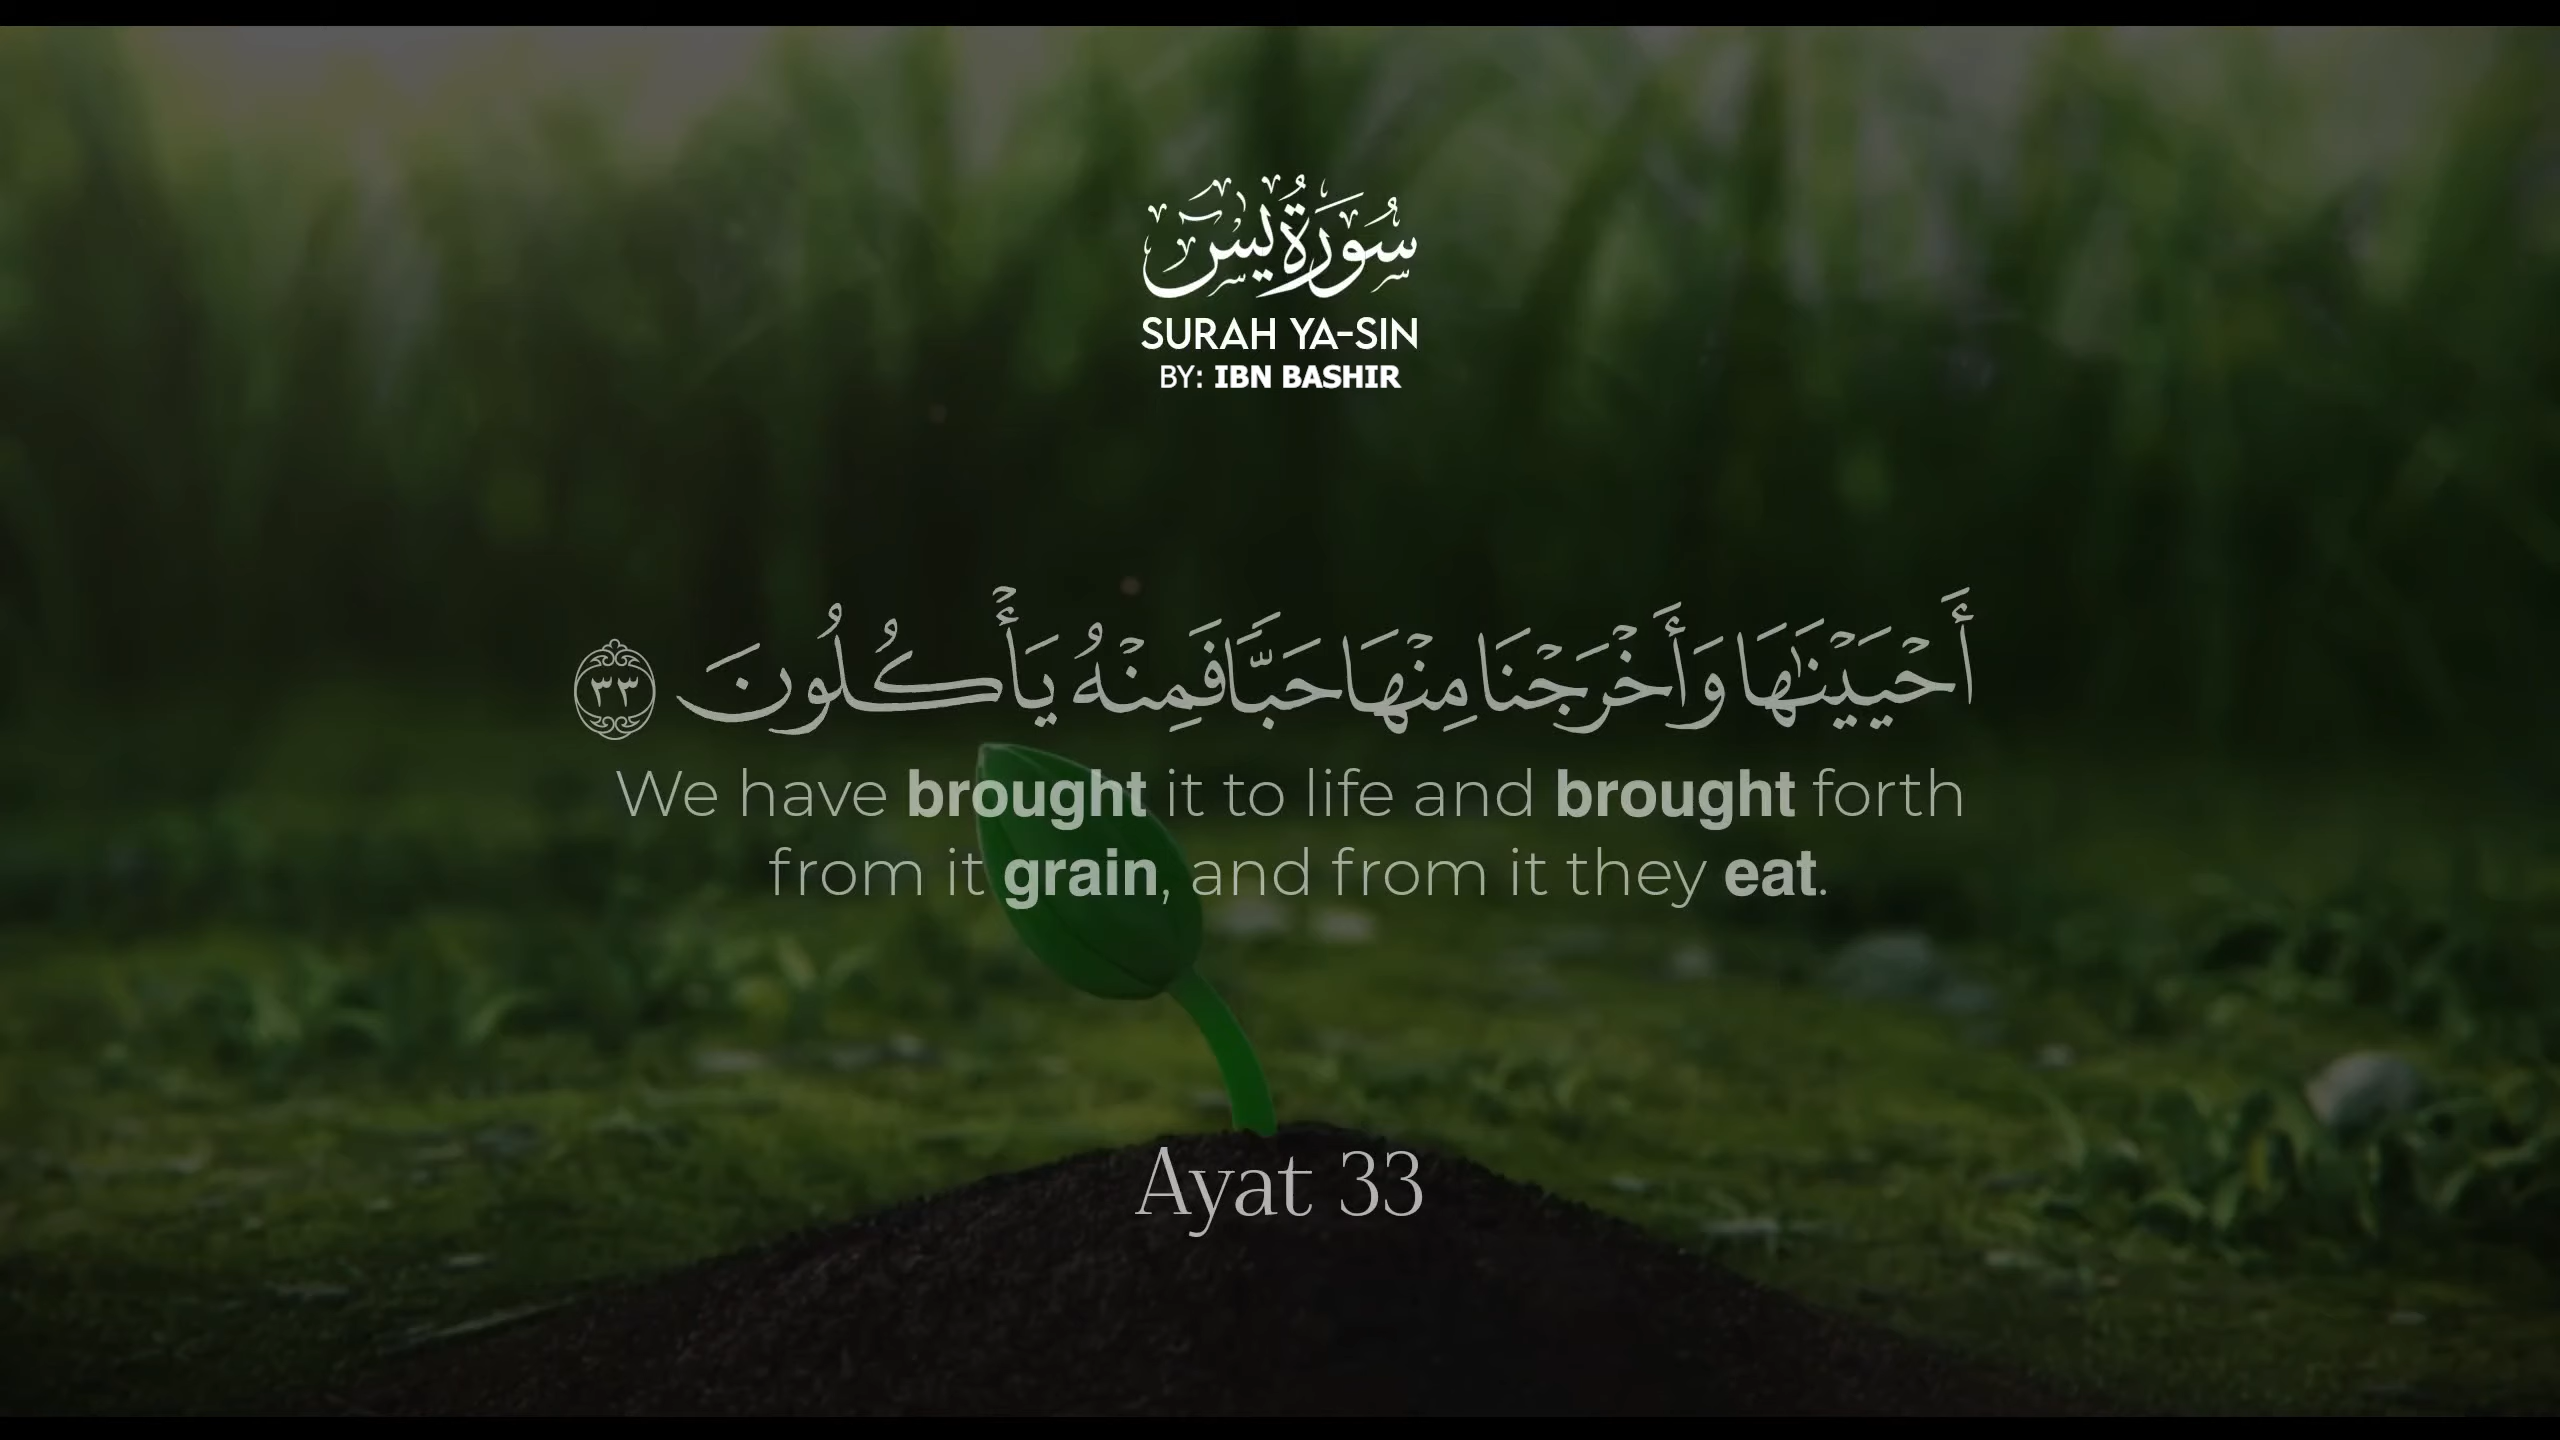 سُورَةُ يس
SURAH YA-SIN
BY: IBN BASHIR
أَحْيَيْنَٰهَا وَأَخْرَجْنَا مِنْهَا حَبًّا فَمِنْهُ يَأْكُلُونَ ٣٣
We have brought it to life and brought forth
from it grain, and from it they eat.
Ayat 33